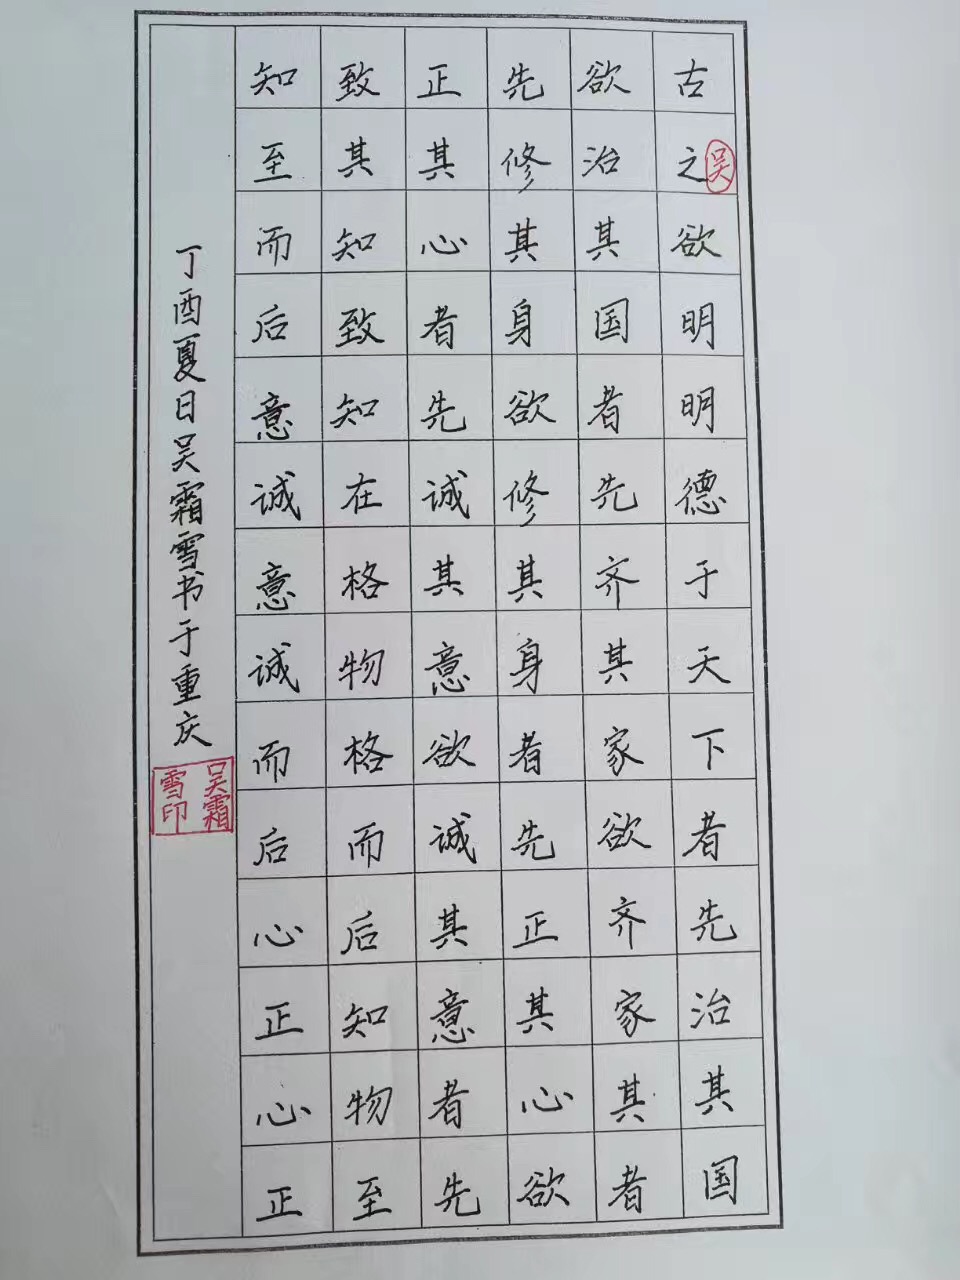 古之欲明明德于天下者先治其国
吴
欲治其国者先齐其家欲齐家其者
先修其身欲修其身者先正其心欲
正其心者先诚其意欲诚其意者先
致其知致知在格物格而后知物至
知至而后意诚意诚而后心正心正
丁酉夏日吴霜雪书于重庆
吴霜
雪印